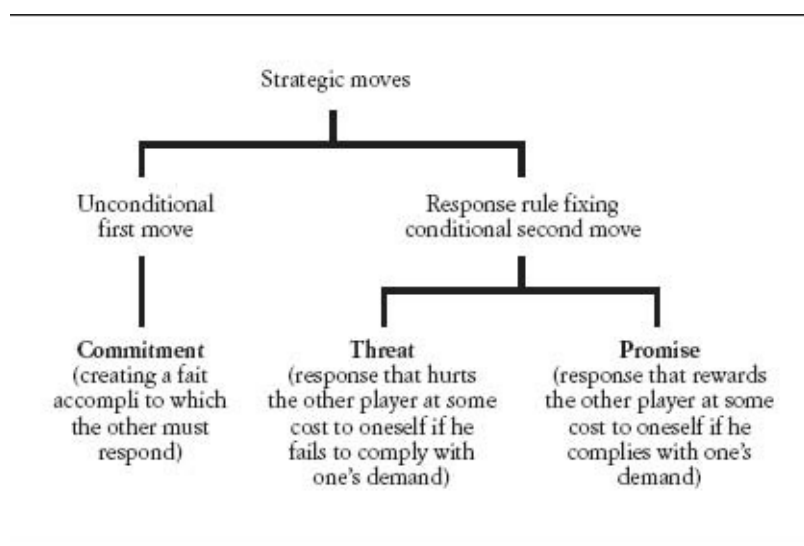 Strategic moves
Unconditional
first move
Response rule fixing
conditional second move
Commitment
(creating a fait
accompli to which
the other must
respond)
Threat
(response that hurts
the other player at some
cost to oneself if he
fails to comply with
one's demand)
Promise
(response that rewards
the other player at some
cost to oneself if he
complies with one's
demand)